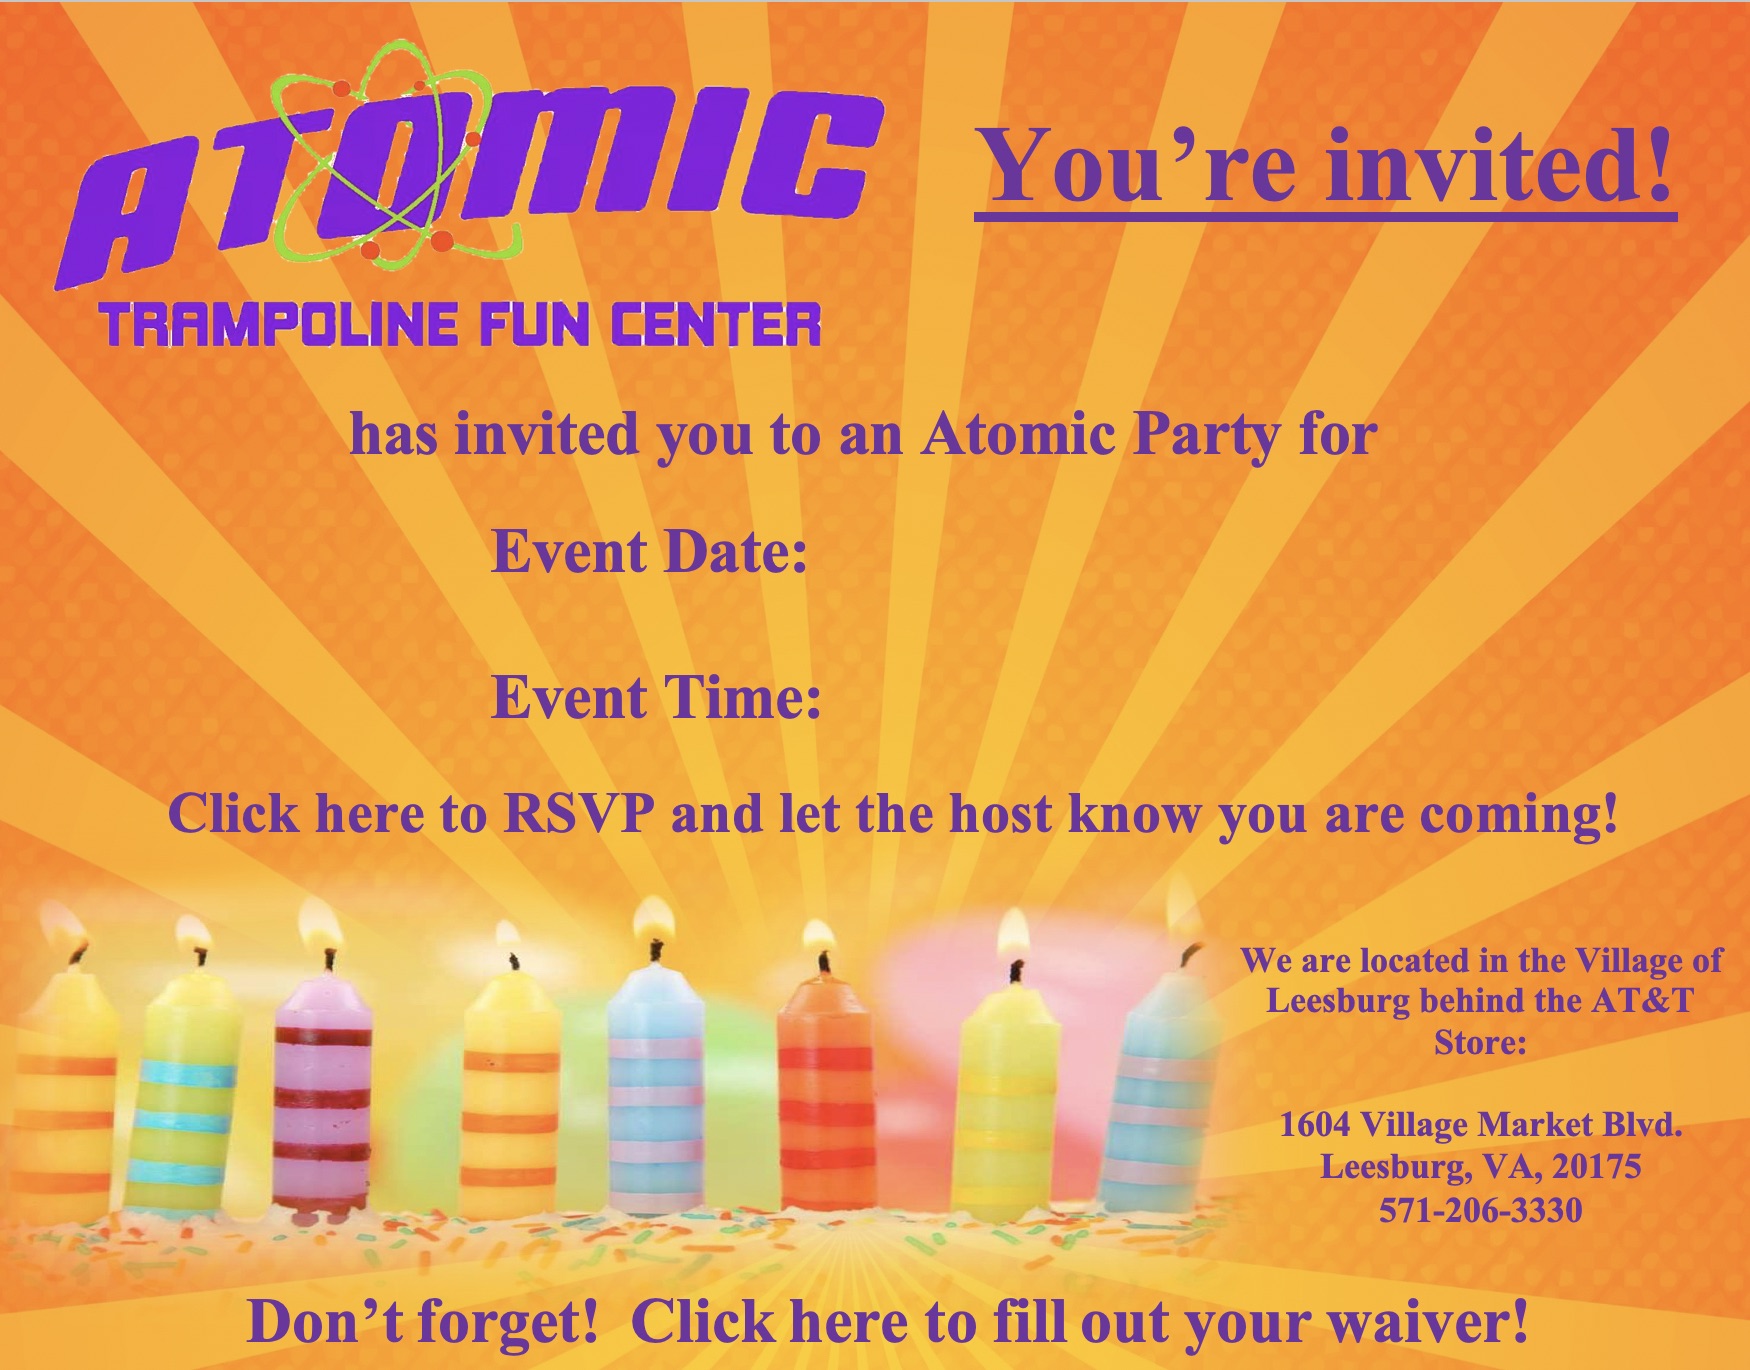 ATOMIC
TRAMPOLINE FUN CENTER
You’re invited!
has invited you to an Atomic Party for
Event Date:
Event Time:
Click here to RSVP and let the host know you are coming!
We are located in the Village of
Leesburg behind the AT&T
Store:
1604 Village Market Blvd.
Leesburg, VA, 20175
571-206-3330
Don’t forget!  Click here to fill out your waiver!